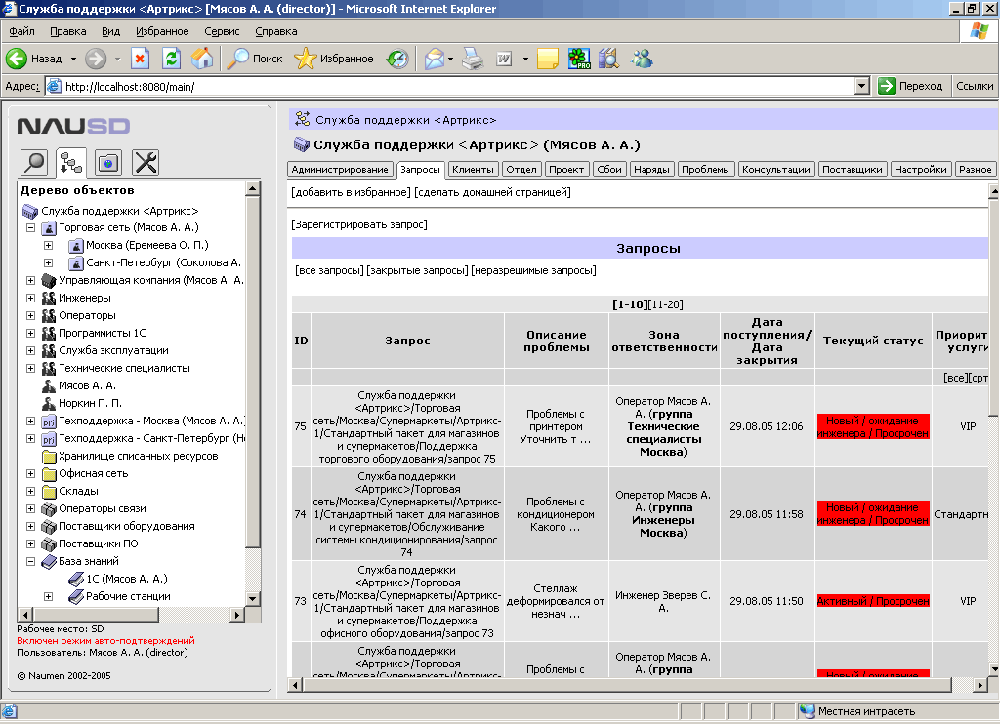 Служба поддержки <Артрикс> [Мясов А. А. (director)] - Microsoft Internet Explorer
Файл Правка Вид Избранное Сервис Справка
Назад Поиск Избранное
Адрес: http://localhost:8080/main/ Переход Ссылки
NAUSD
Дерево объектов
Служба поддержки <Артрикс>
Торговая сеть (Мясов А. А.)
Москва (Еремеева О. П.)
Санкт-Петербург (Соколова А.
Управляющая компания (Мясов А. А.
Инженеры
Операторы
Программисты 1С
Служба эксплуатации
Технические специалисты
Мясов А. А.
Норкин П. П.
prj Техподдержка - Москва (Мясов А. А.
prj Техподдержка - Санкт-Петербург (Но
Хранилище списанных ресурсов
Офисная сеть
Склады
Операторы связи
Поставщики оборудования
Поставщики ПО
База знаний
1С (Мясов А. А.)
Рабочие станции
Рабочее место: SD
Включен режим авто-подтверждений
Пользователь: Мясов А. А. (director)
© Naumen 2002-2005
Служба поддержки <Артрикс>
Служба поддержки <Артрикс> (Мясов А. А.)
Администрирование Запросы Клиенты Отдел Проект Сбои Наряды Проблемы Консультации Поставщики Настройки Разное
[добавить в избранное] [сделать домашней страницей]
[Зарегистрировать запрос]
Запросы
[все запросы] [закрытые запросы] [неразрешимые запросы]
[1-10][11-20]
ID Запрос Описание проблемы Зона ответственности Дата поступления/ Дата закрытия Текущий статус Приорит услуги
[все][срт
75 Служба поддержки <Артрикс>/Торговая сеть/Москва/Супермаркеты/Артрикс-1/Стандартный пакет для магазинов и супермакетов/Поддержка торгового оборудования/запрос 75 Проблемы с принтером Уточнить т ... Оператор Мясов А. А. (группа Технические специалисты Москва) 29.08.05 12:06 Новый / ожидание инженера / Просрочен VIP
74 Служба поддержки <Артрикс>/Торговая сеть/Москва/Супермаркеты/Артрикс-1/Стандартный пакет для магазинов и супермакетов/Обслуживание системы кондиционирования/запрос 74 Проблемы с кондиционером Какого ... Оператор Мясов А. А. (группа Инженеры Москва) 29.08.05 11:58 Новый / ожидание инженера / Просрочен Стандартн
73 Служба поддержки <Артрикс>/Торговая сеть/Москва/Супермаркеты/Артрикс-1/Стандартный пакет для магазинов и супермакетов/Поддержка офисного оборудования/запрос 73 Стеллаж деформировался от незнач ... Инженер Зверев С. А. 29.08.05 11:50 Активный / Просрочен VIP
Служба поддержки <Артрикс>/Торговая сеть/Москва/Супермаркеты/Артрикс- Проблемы с Оператор Мясов А. А. (группа Новый / ожидание
Местная интрасеть